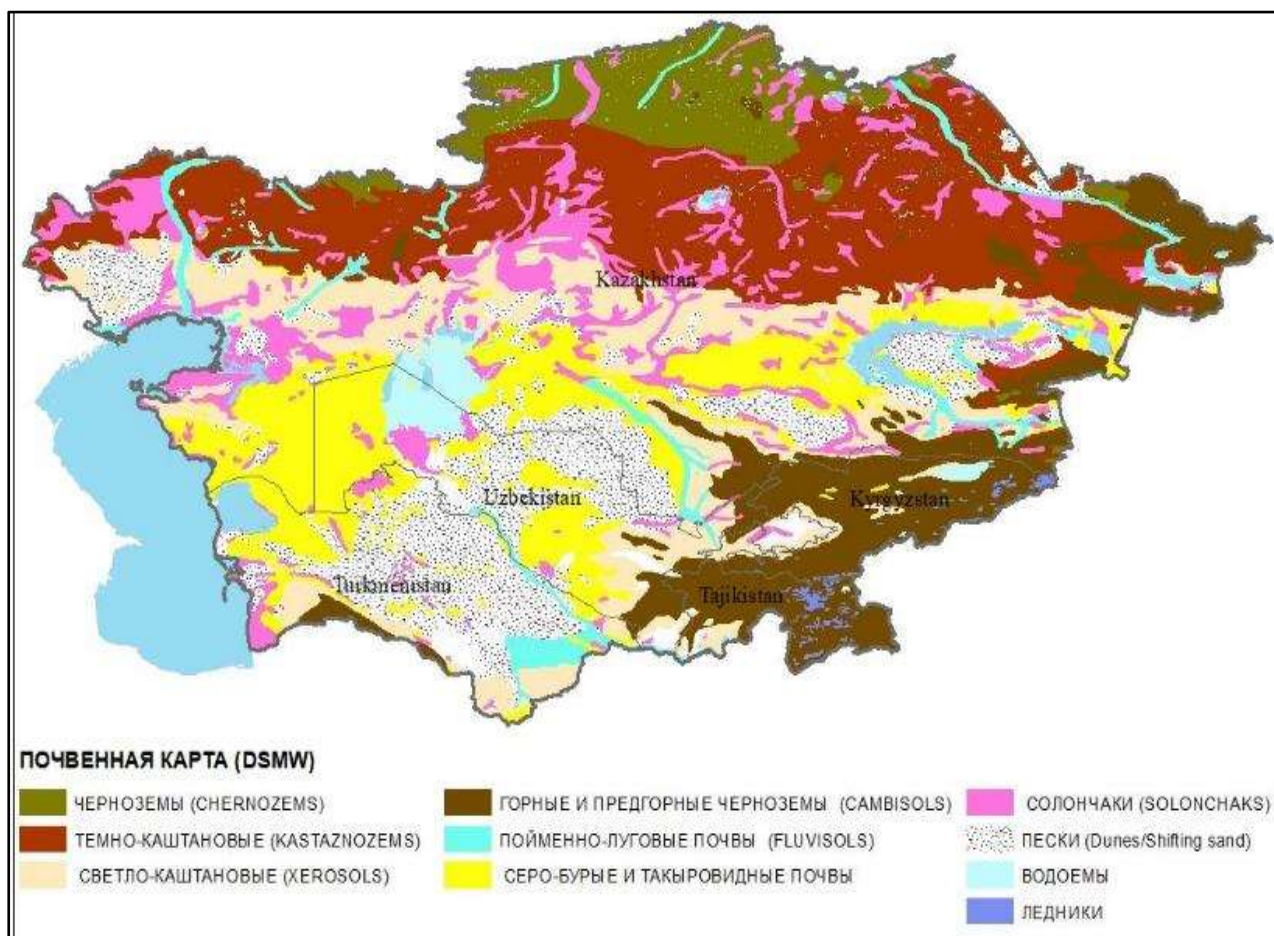 Kazakhstan
Uzbekistan
Kyrgyzstan
Turkmenistan
Tajikistan
ПОЧВЕННАЯ КАРТА (DSMW)
ЧЕРНОЗЕМЫ (CHERNOZEMS)
ТЕМНО-КАШТАНОВЫЕ (KASTAZNOZEMS)
СВЕТЛО-КАШТАНОВЫЕ (XEROSOLS)
ГОРНЫЕ И ПРЕДГОРНЫЕ ЧЕРНОЗЕМЫ (CAMBISOLS)
ПОЙМЕННО-ЛУГОВЫЕ ПОЧВЫ (FLUVISOLS)
СЕРО-БУРЫЕ И ТАКЫРОВИДНЫЕ ПОЧВЫ
СОЛОНЧАКИ (SOLONCHAKS)
ПЕСКИ (Dunes/Shifting sand)
ВОДОЕМЫ
ЛЕДНИКИ